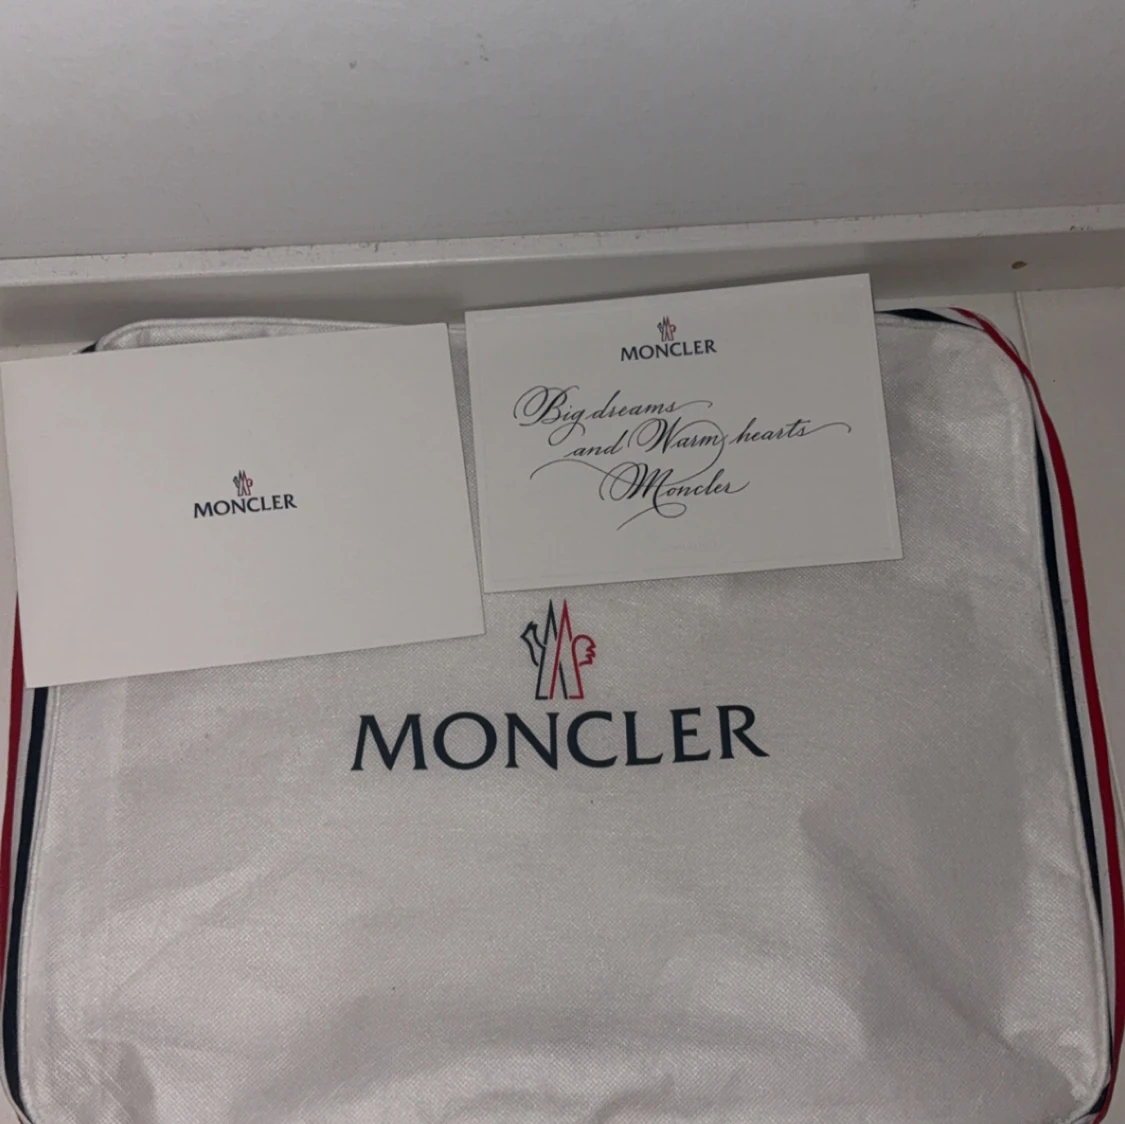 MONCLER
MONCLER
Big dreams
and Warm hearts
Moncler
MONCLER